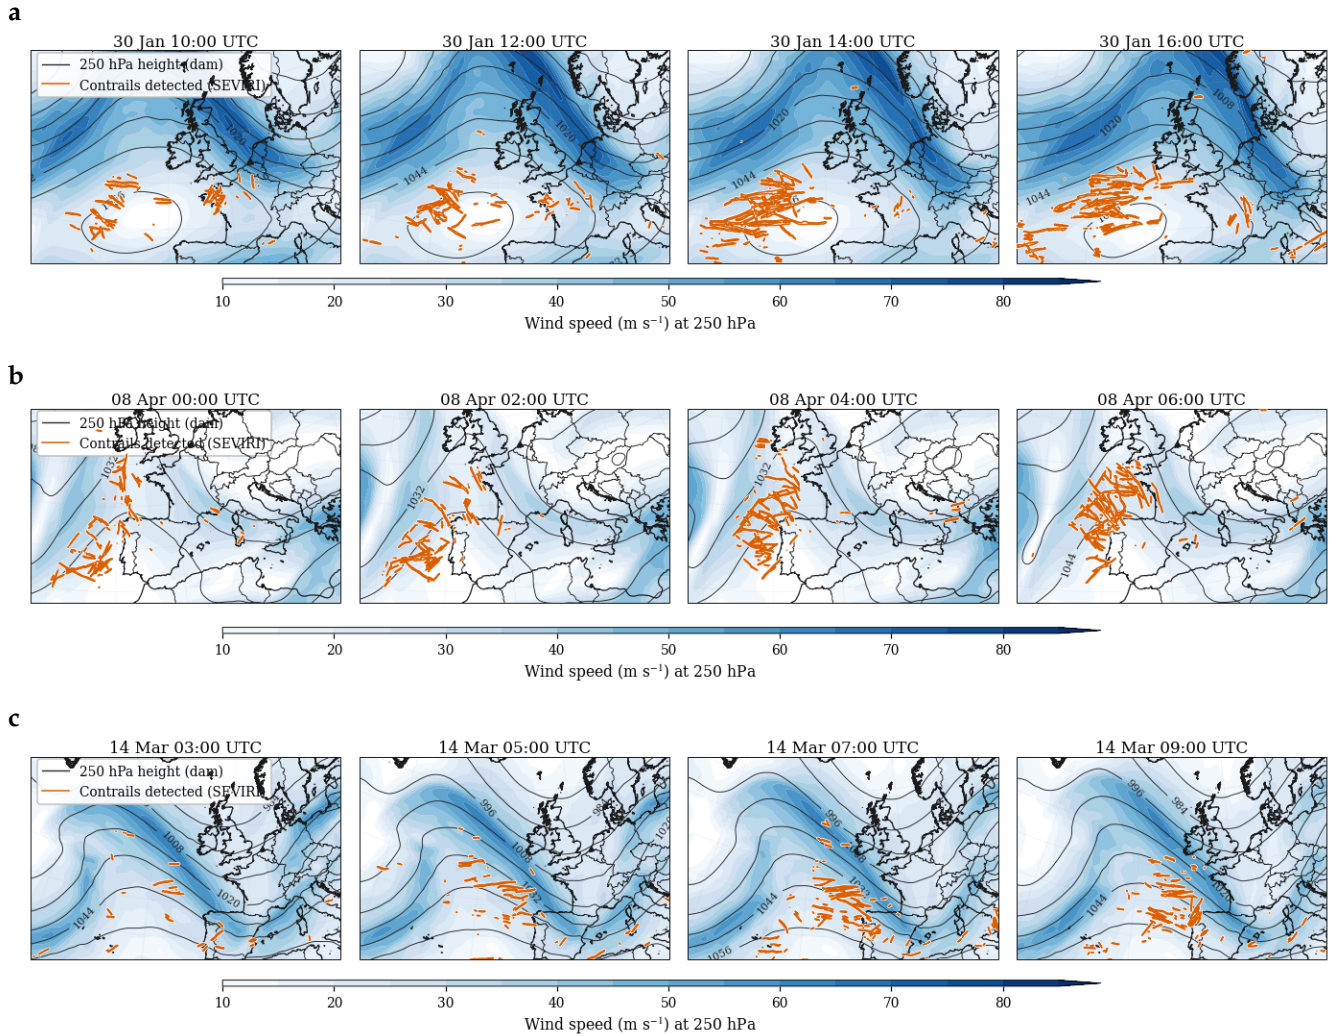 a
30 Jan 10:00 UTC
30 Jan 12:00 UTC
30 Jan 14:00 UTC
30 Jan 16:00 UTC
250 hPa height (dam)
Contrails detected (SEVIRI)
1020
1044
1020
1044
1020
1044
1020
1008
10 20 30 40 50 60 70 80
Wind speed (m s⁻¹) at 250 hPa
b
08 Apr 00:00 UTC
08 Apr 02:00 UTC
08 Apr 04:00 UTC
08 Apr 06:00 UTC
250 hPa height (dam)
Contrails detected (SEVIRI)
1032
1032
1032
1044
10 20 30 40 50 60 70 80
Wind speed (m s⁻¹) at 250 hPa
c
14 Mar 03:00 UTC
14 Mar 05:00 UTC
14 Mar 07:00 UTC
14 Mar 09:00 UTC
250 hPa height (dam)
Contrails detected (SEVIRI)
1008
1020
1044
996
1008
996
1044
1056
996
984
1044
10 20 30 40 50 60 70 80
Wind speed (m s⁻¹) at 250 hPa